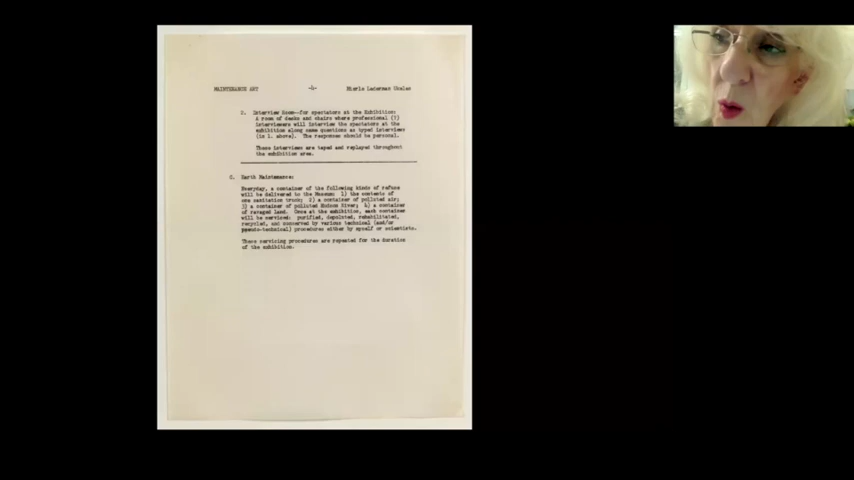 MAINTENANCE ART -4- Mierle Laderman Ukeles
2. Interview Room--for spectators at the Exhibition:
A room of desks and chairs where professional (?)
interviewers will interview the spectators at the
exhibition along same questions as typed interviews
(in 1. above). The responses should be personal.
These interviews are taped and replayed throughout
the exhibition area.
C. Earth Maintenance:
Everyday, a container of the following kinds of refuse
will be delivered to the Museum: 1) the contents of
one sanitation truck; 2) a container of polluted air;
3) a container of polluted Hudson River; 4) a container
of ravaged land. Once at the exhibition, each container
will be serviced: purified, depolluted, rehabilitated,
recycled, and conserved by various technical (and/or
pseudo-technical) procedures either by myself or scientists.
These servicing procedures are repeated for the duration
of the exhibition.